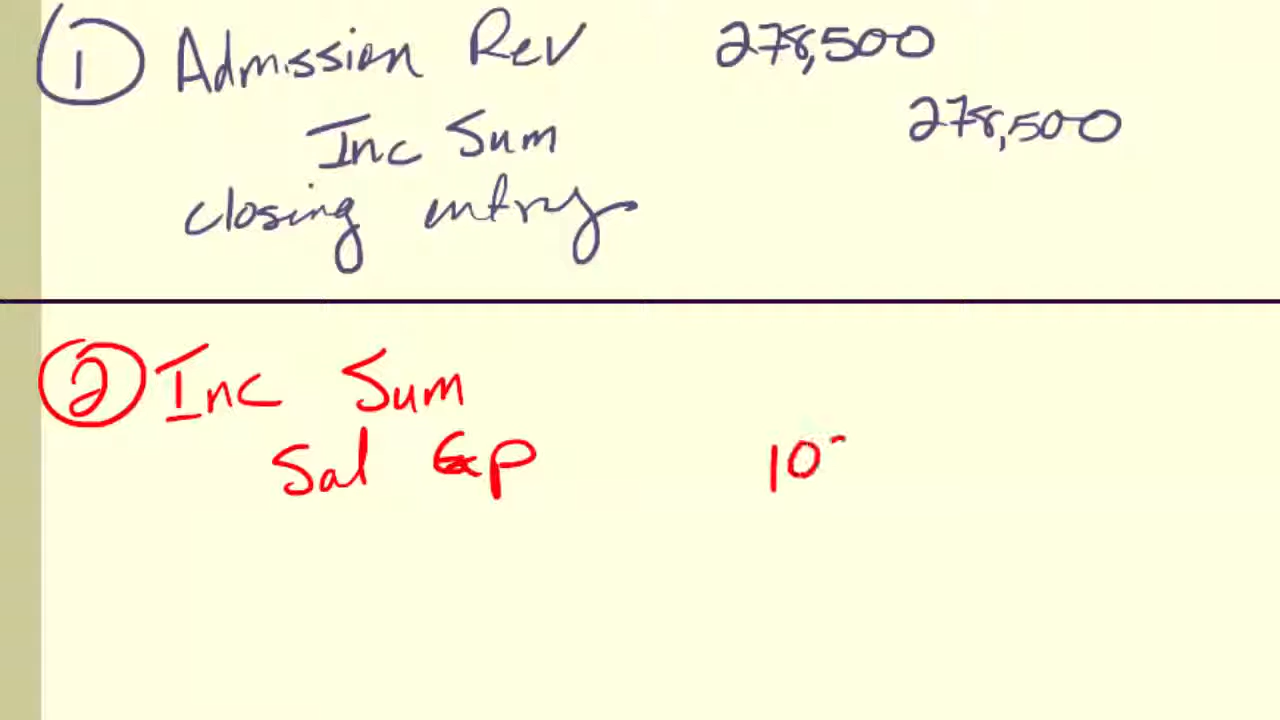 ① Admission Rev 278,500
Inc Sum 278,500
closing entry
② Inc Sum
Sal Exp 10